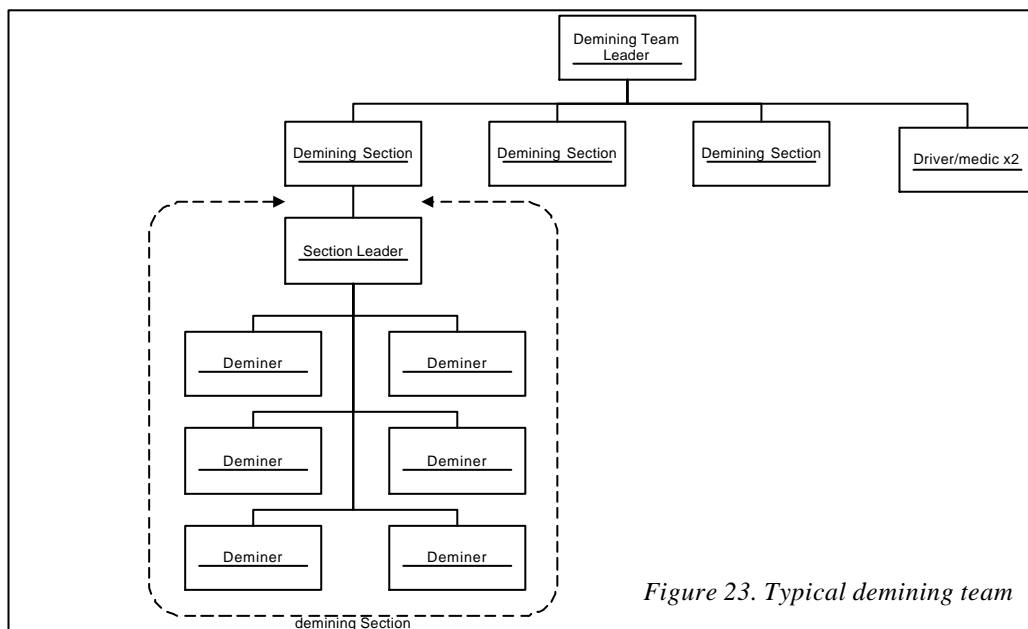 Demining Team
Leader
Demining Section
Demining Section
Demining Section
Driver/medic x2
Section Leader
Deminer
Deminer
Deminer
Deminer
Deminer
Deminer
demining Section
Figure 23. Typical demining team